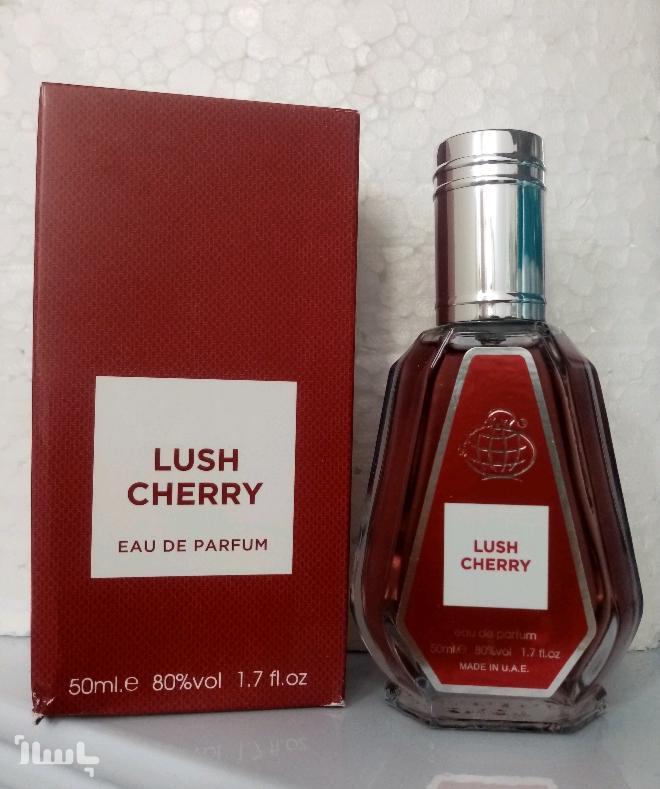 LUSH
CHERRY
EAU DE PARFUM
50ml.e 80%vol 1.7 fl.oz
LUSH
CHERRY
eau de parfum
50ml.e 80%vol 1.7 fl.oz
MADE IN U.A.E.
باسلام